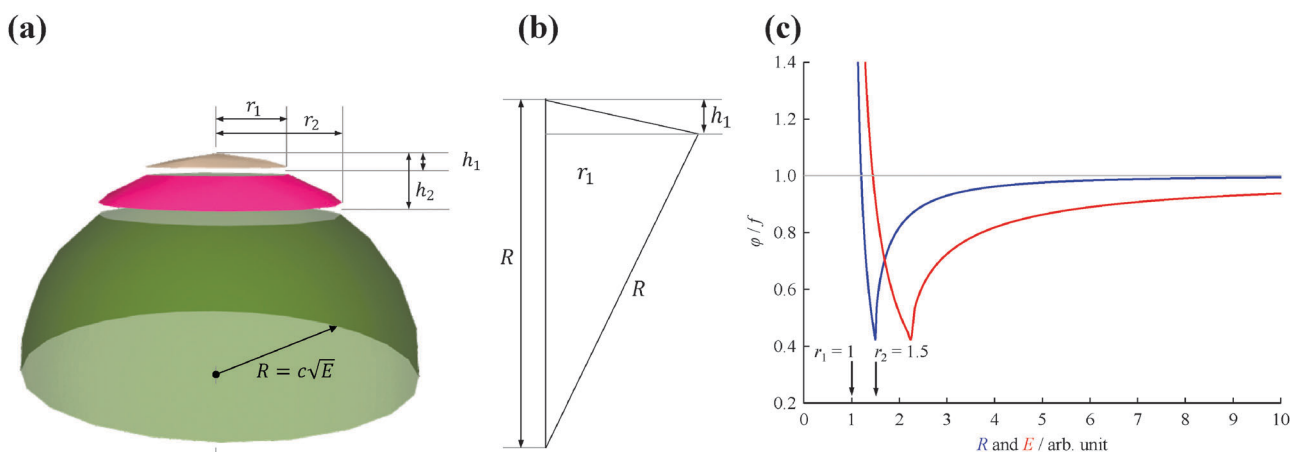 (a)
r₁
r₂
h₁
h₂
R = c√E
(b)
h₁
r₁
R
R
(c)
1.4
1.2
1.0
0.8
0.6
0.4
0.2
φ / f
r₁ = 1
r₂ = 1.5
0 1 2 3 4 5 6 7 8 9 10
R and E / arb. unit